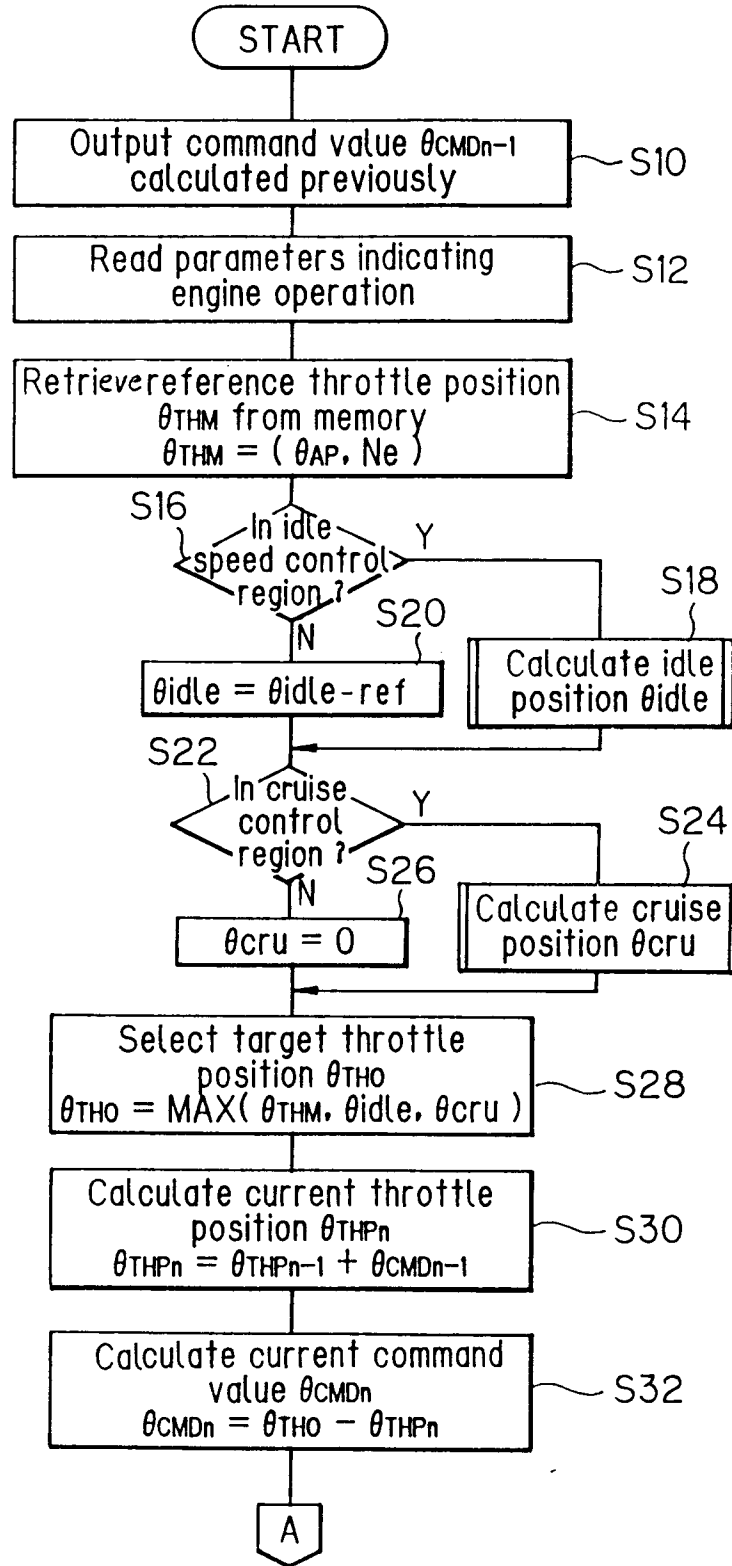 START
Output command value θCMDn-1
calculated previously
S10
Read parameters indicating
engine operation
S12
Retrieve reference throttle position
θTHM from memory
θTHM = ( θAP, Ne )
S14
S16
In idle
speed control
region ?
Y
N
S18
Calculate idle
position θidle
S20
θidle = θidle-ref
S22
In cruise
control
region ?
Y
N
S24
Calculate cruise
position θcru
S26
θcru = 0
Select target throttle
position θTHO
θTHO = MAX( θTHM, θidle, θcru )
S28
Calculate current throttle
position θTHPn
θTHPn = θTHPn-1 + θCMDn-1
S30
Calculate current command
value θCMDn
θCMDn = θTHO - θTHPn
S32
A